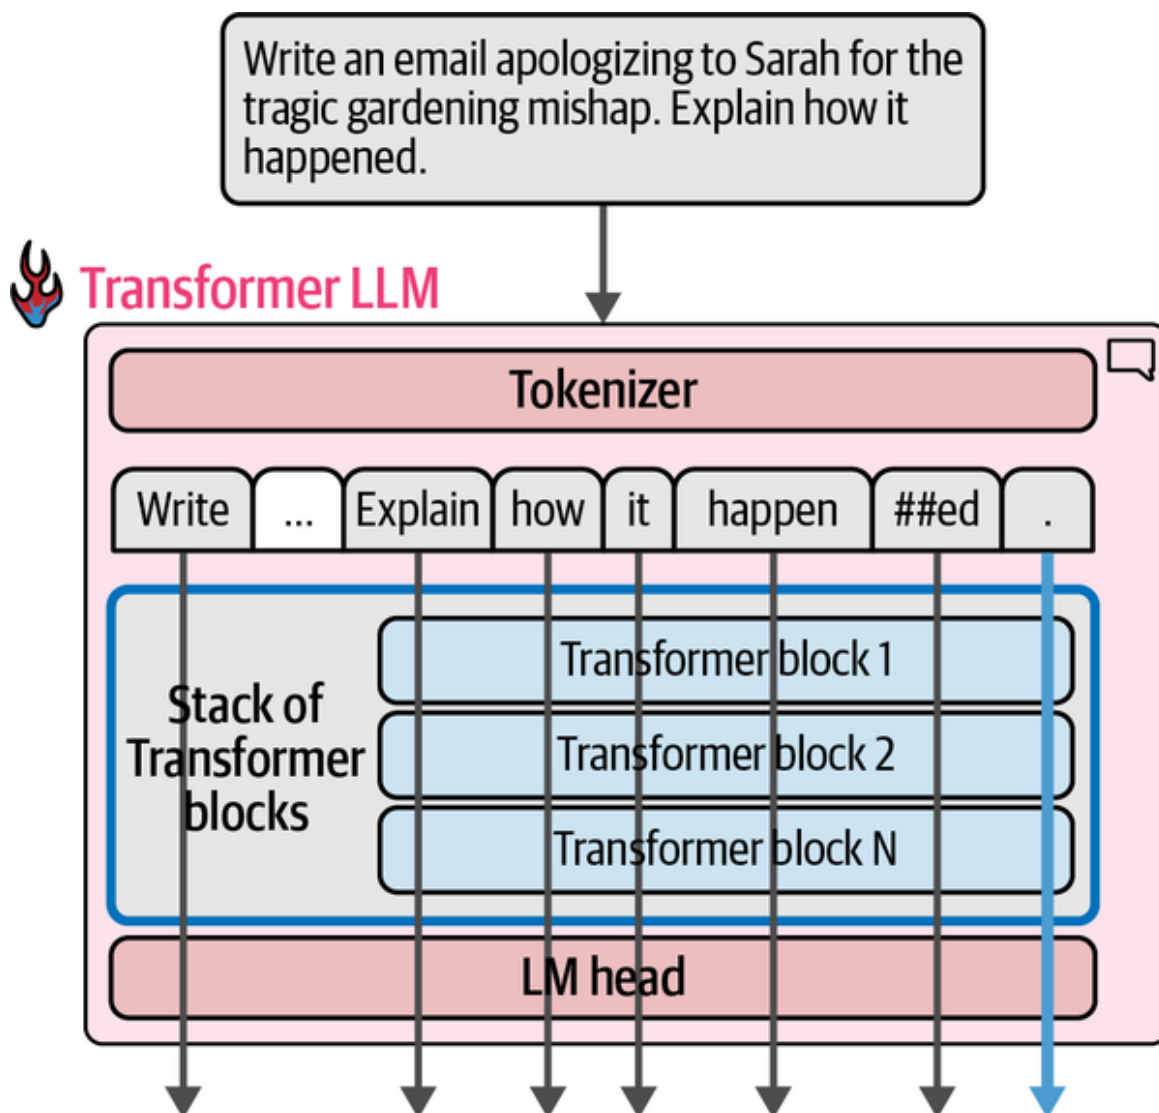 Write an email apologizing to Sarah for the
tragic gardening mishap. Explain how it
happened.
Transformer LLM
Tokenizer
Write ... Explain how it happen ##ed .
Stack of
Transformer
blocks
Transformer block 1
Transformer block 2
Transformer block N
LM head